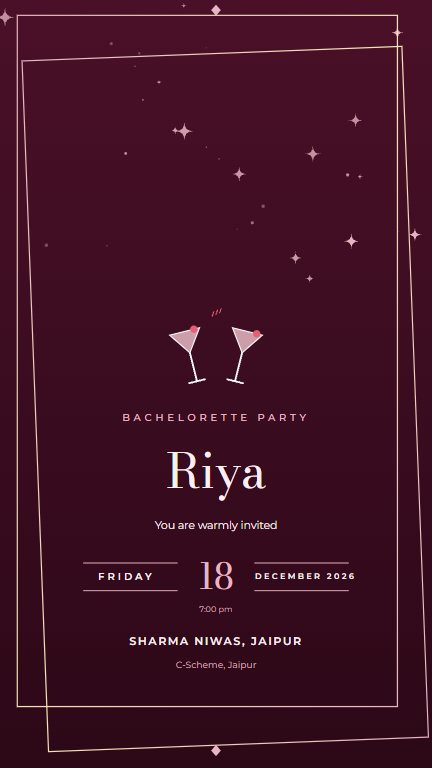 BACHELORETTE PARTY
Riya
You are warmly invited
FRIDAY
18
DECEMBER 2026
7:00 pm
SHARMA NIWAS, JAIPUR
C-Scheme, Jaipur